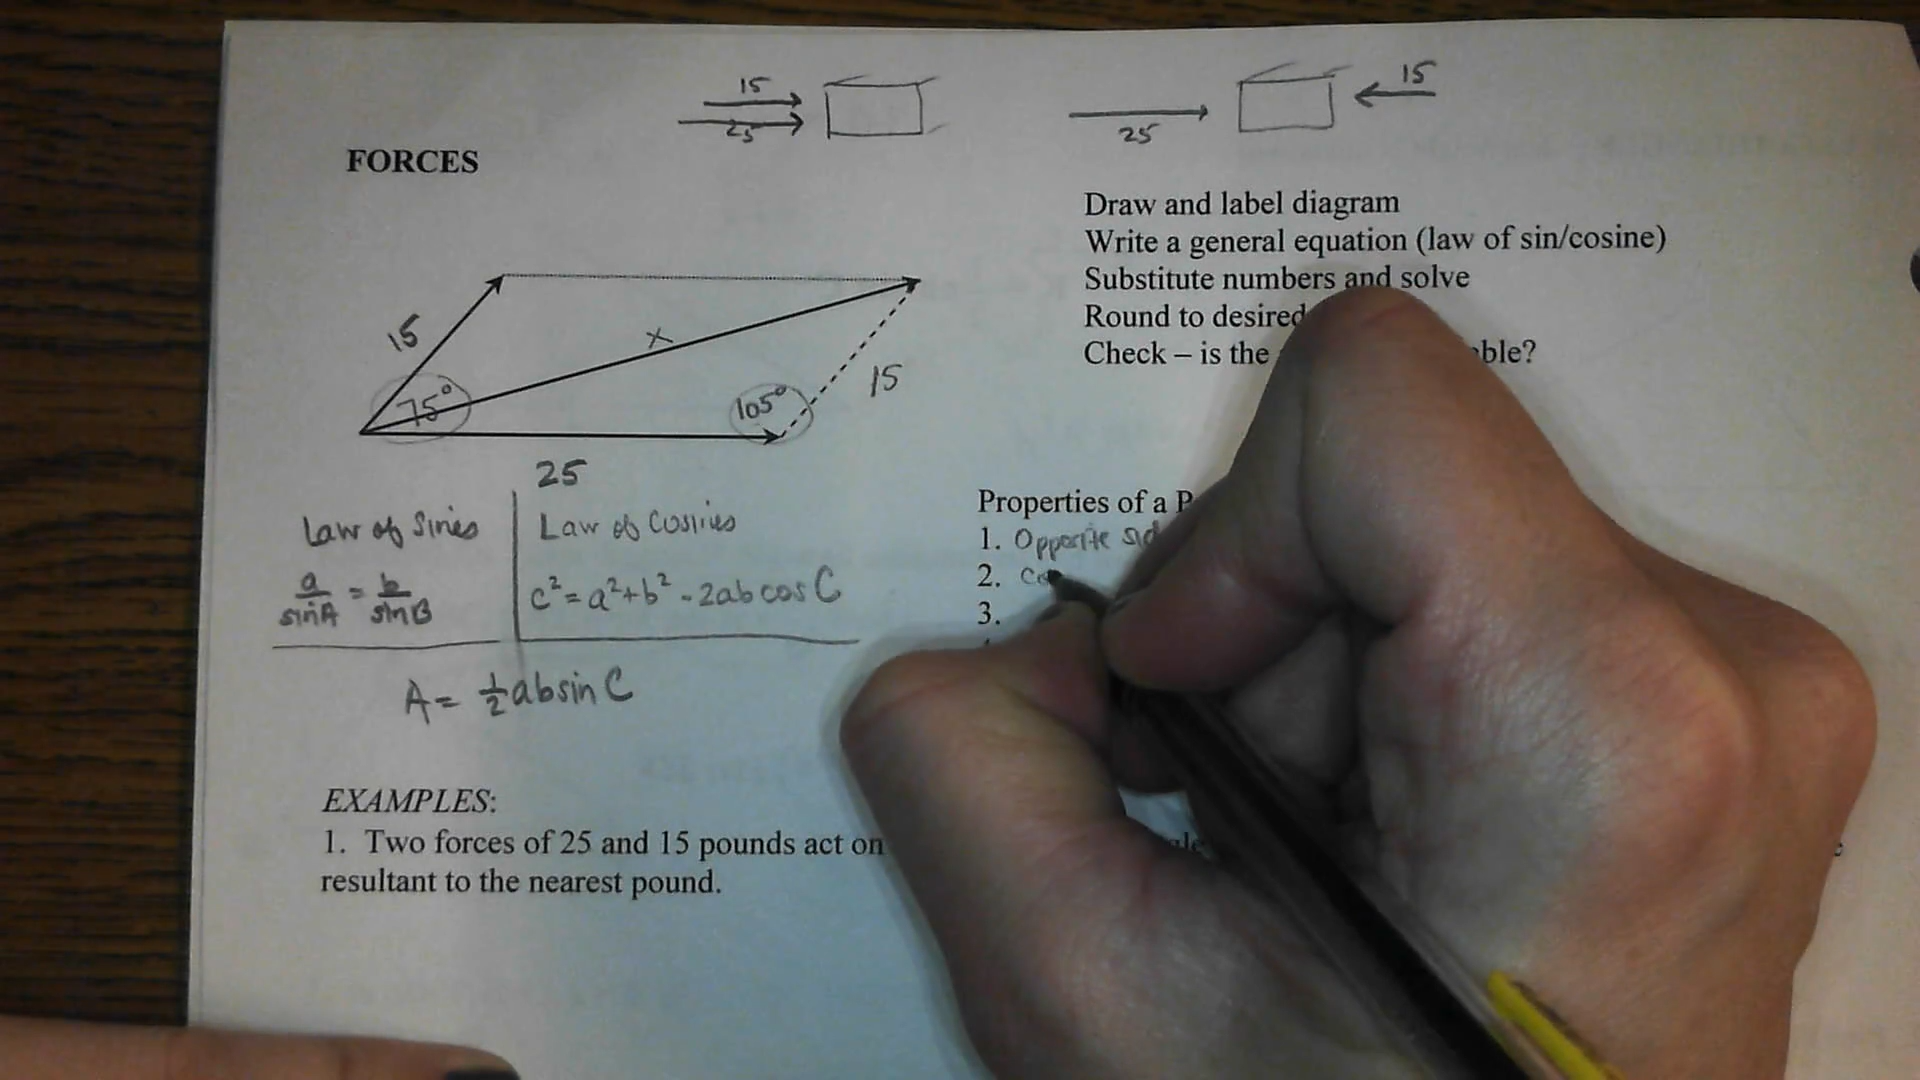 15
25
25
15
FORCES
Draw and label diagram
Write a general equation (law of sin/cosine)
Substitute numbers and solve
Round to desired
Check – is the
15
x
75°
105°
15
25
Law of Sines
Law of Cosines
a/sinA = b/sinB
c² = a² + b² - 2ab cos C
A = 1/2 ab sin C
Properties of a
1. Opposite
2.
3.
EXAMPLES:
1. Two forces of 25 and 15 pounds act on
resultant to the nearest pound.